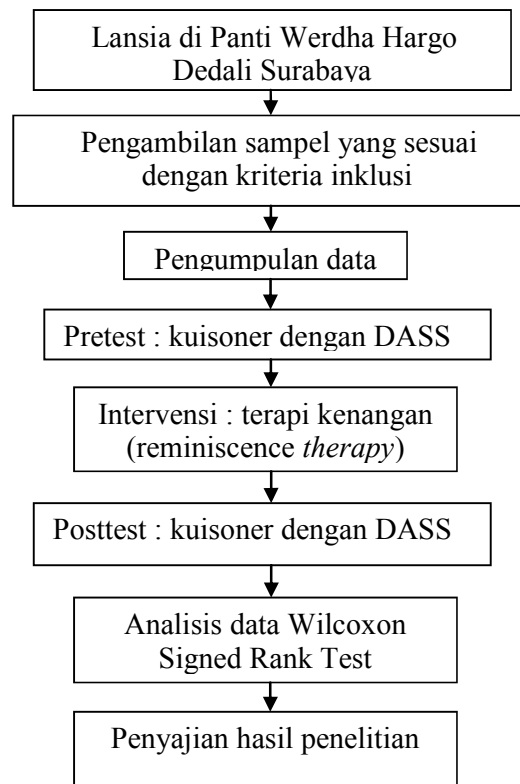 Lansia di Panti Werdha Hargo
Dedali Surabaya
Pengambilan sampel yang sesuai
dengan kriteria inklusi
Pengumpulan data
Pretest : kuisoner dengan DASS
Intervensi : terapi kenangan
(reminiscence therapy)
Posttest : kuisoner dengan DASS
Analisis data Wilcoxon
Signed Rank Test
Penyajian hasil penelitian